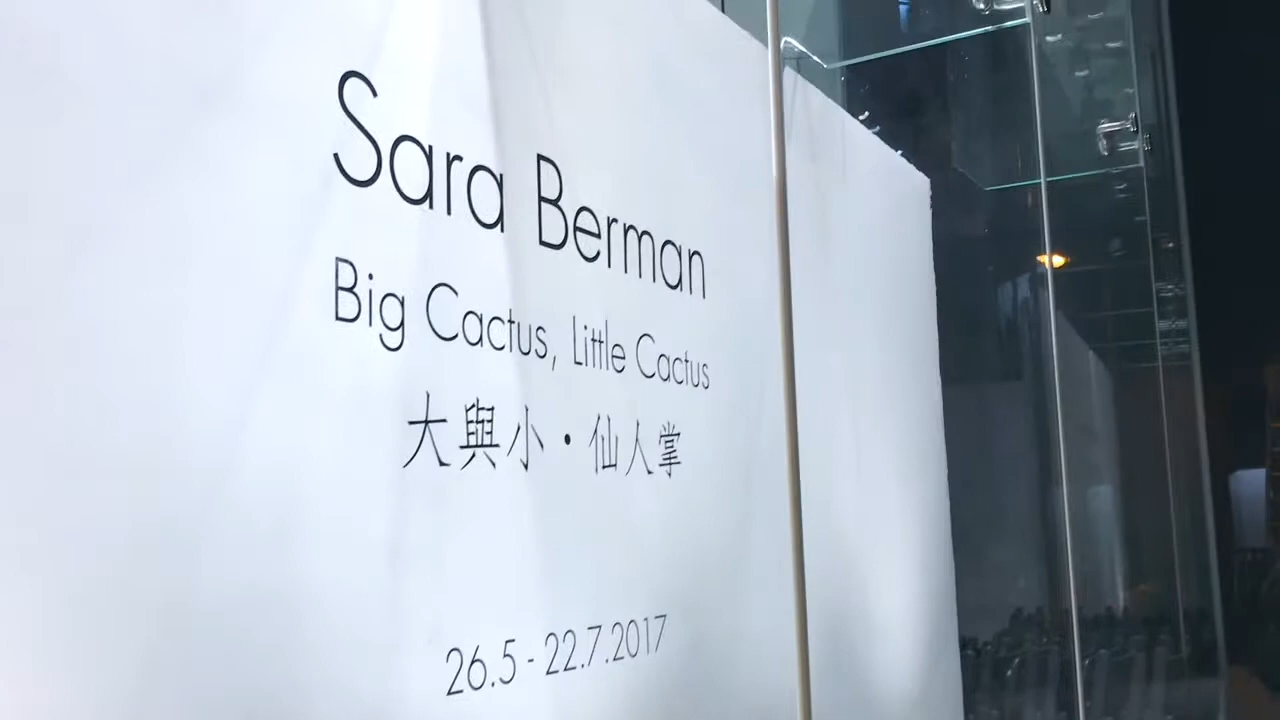 Sara Berman
Big Cactus, Little Cactus
大與小・仙人掌
26.5 - 22.7.2017